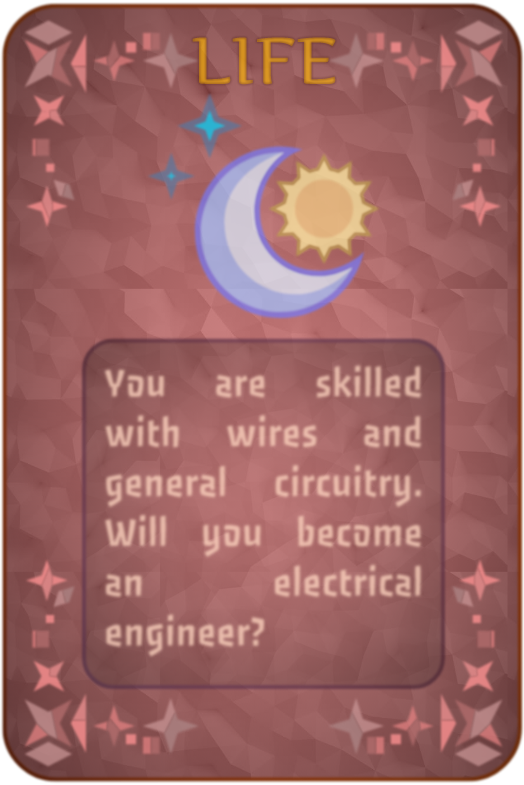 LIFE
You are skilled
with wires and
general circuitry.
Will you become
an electrical
engineer?